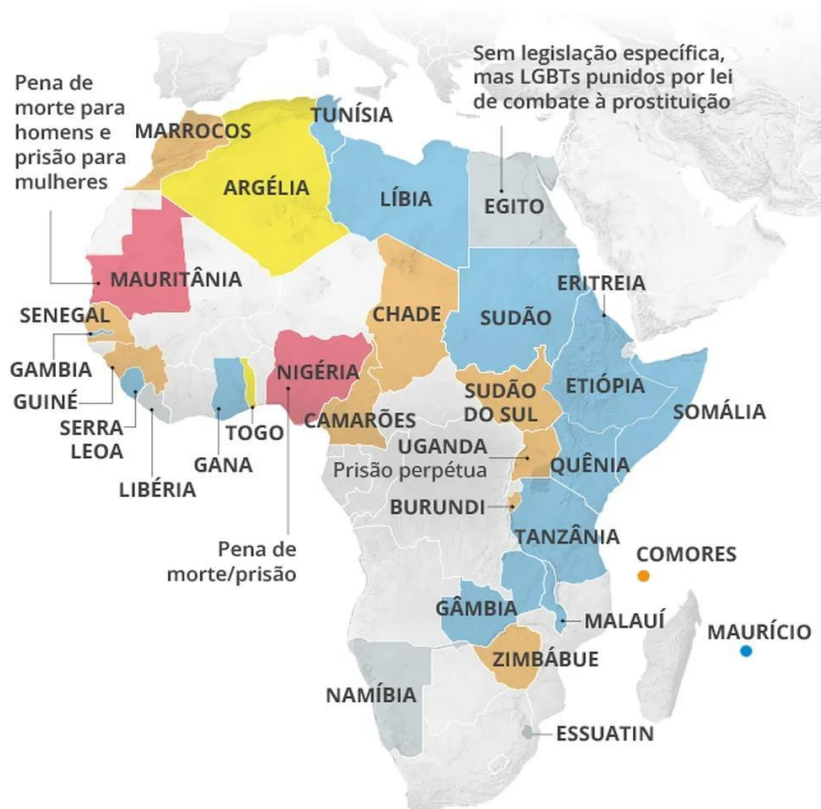 Pena de
morte para
homens e
prisão para
mulheres
Sem legislação específica,
mas LGBTs punidos por lei
de combate à prostituição
MARROCOS
TUNÍSIA
ARGÉLIA
LÍBIA
EGITO
MAURITÂNIA
ERITREIA
SENEGAL
CHADE
SUDÃO
GAMBIA
NIGÉRIA
ETIÓPIA
GUINÉ
SUDÃO
DO SUL
SOMÁLIA
SERRA
LEOA
TOGO
CAMARÕES
GANA
UGANDA
Prisão perpétua
QUÊNIA
LIBÉRIA
BURUNDI
TANZÂNIA
Pena de
morte/prisão
COMORES
GÂMBIA
MALAUÍ
MAURÍCIO
ZIMBÁBUE
NAMÍBIA
ESSUATIN